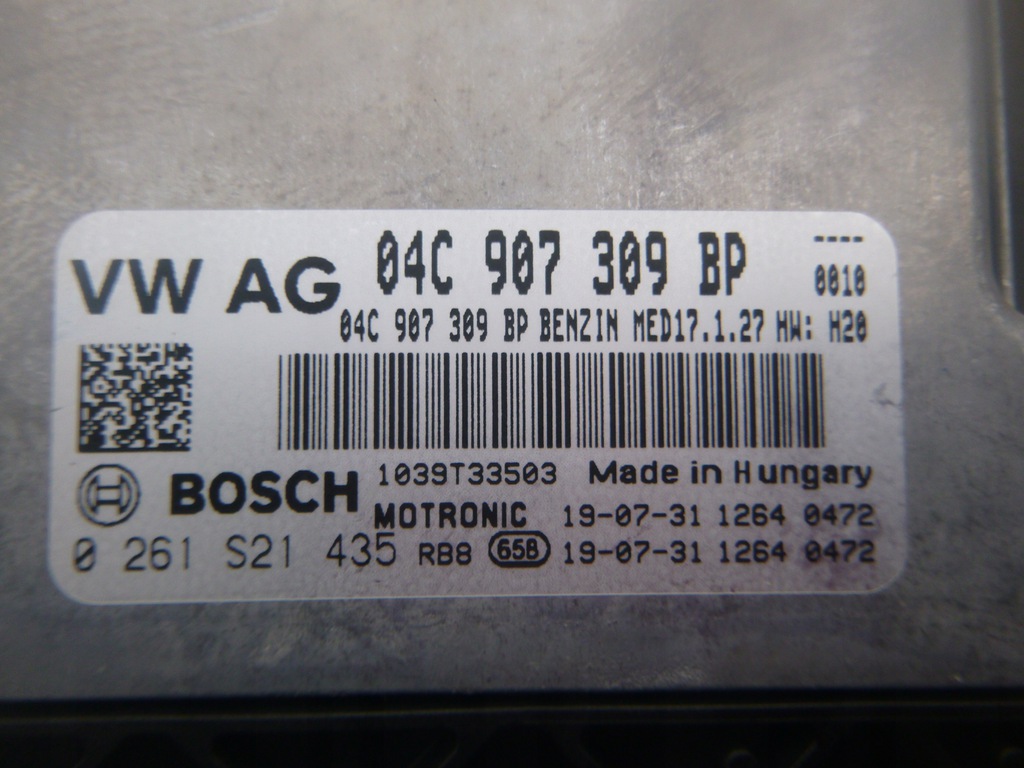 VW AG 04C 907 309 BP ----
0010
04C 907 309 BP BENZIN MED17.1.27 HW: H20
BOSCH 1039T33503 Made in Hungary
MOTRONIC 19-07-31 1264 0472
0 261 S21 435 RB8 65B 19-07-31 1264 0472